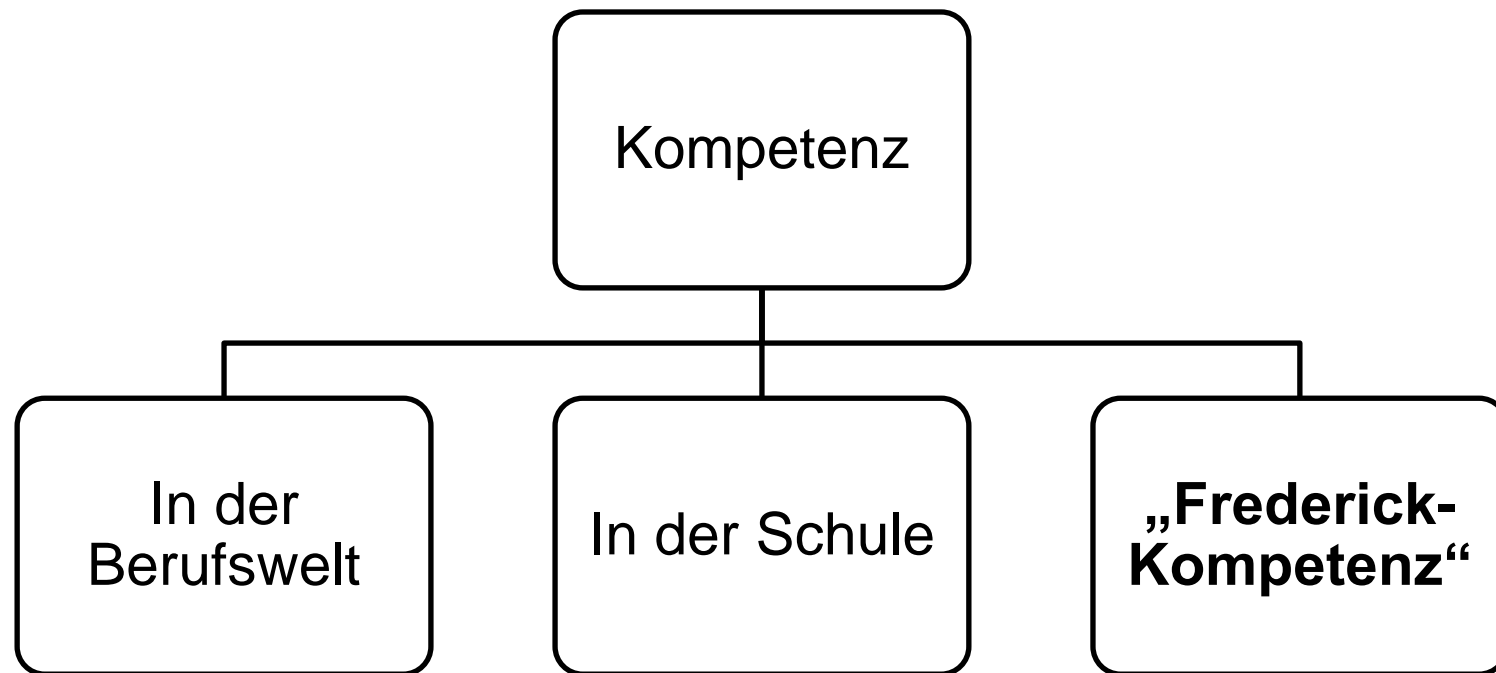 Kompetenz
In der
Berufswelt
In der Schule
„Frederick-
Kompetenz“